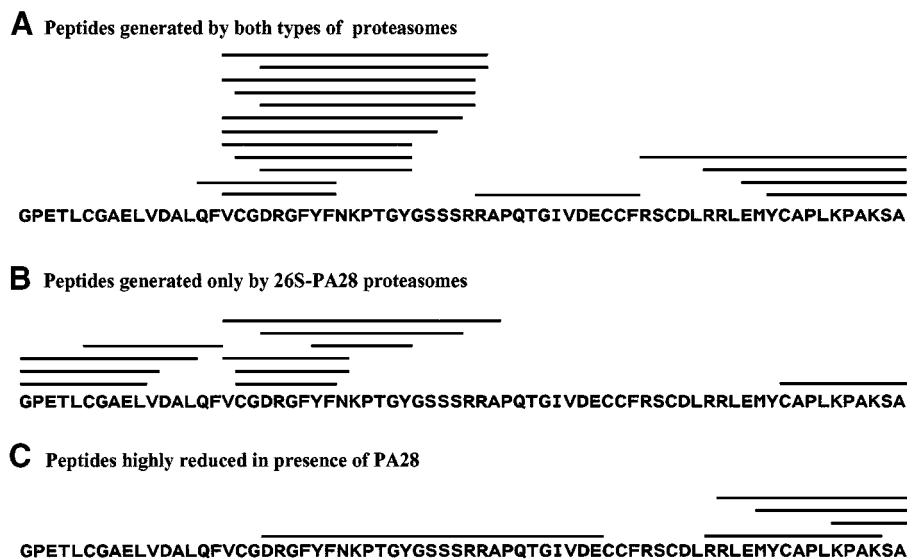 A Peptides generated by both types of proteasomes
GPETLCGAELVDALQFVCGDRGFYFNKPTGYGSSSRRAPQTGIVDECCFRSCDLRRLEMYCAPLKPAKSA
B Peptides generated only by 26S-PA28 proteasomes
GPETLCGAELVDALQFVCGDRGFYFNKPTGYGSSSRRAPQTGIVDECCFRSCDLRRLEMYCAPLKPAKSA
C Peptides highly reduced in presence of PA28
GPETLCGAELVDALQFVCGDRGFYFNKPTGYGSSSRRAPQTGIVDECCFRSCDLRRLEMYCAPLKPAKSA